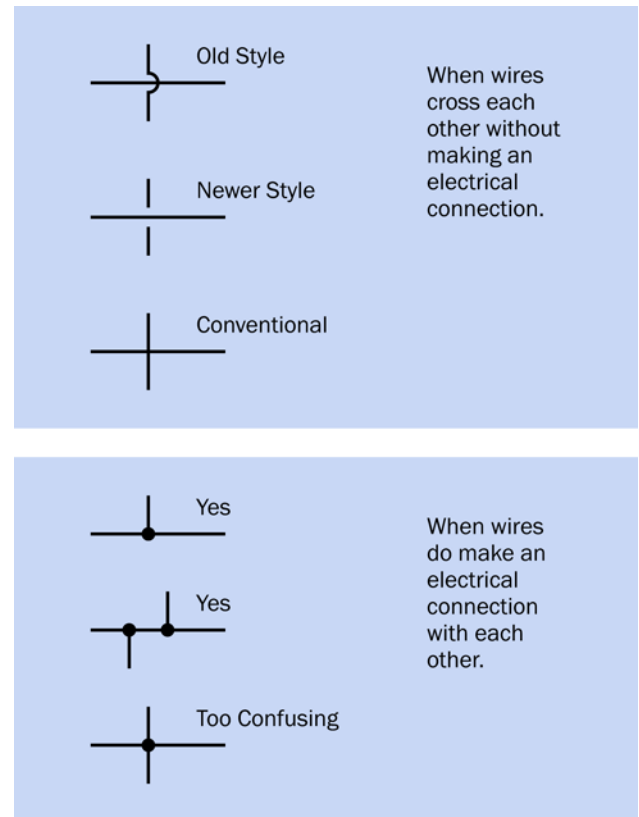 Old Style
When wires
cross each
other without
making an
electrical
connection.
Newer Style
Conventional
Yes
When wires
do make an
electrical
connection
with each
other.
Yes
Too Confusing